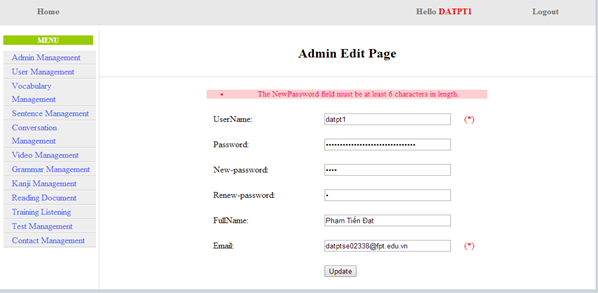 Home Hello DATPT1 Logout
MENU
Admin Management
User Management
Vocabulary
Management
Sentence Management
Conversation
Management
Video Management
Grammar Management
Kanji Management
Reading Document
Training Listening
Test Management
Contact Management
Admin Edit Page
• The NewPassword field must be at least 6 characters in length.
UserName: datpt1 (*)
Password: ••••••••••••••••••••••••••••••••
New-password: ••••
Renew-password: •
FullName: Phạm Tiến Đạt
Email: datptse02338@fpt.edu.vn (*)
Update